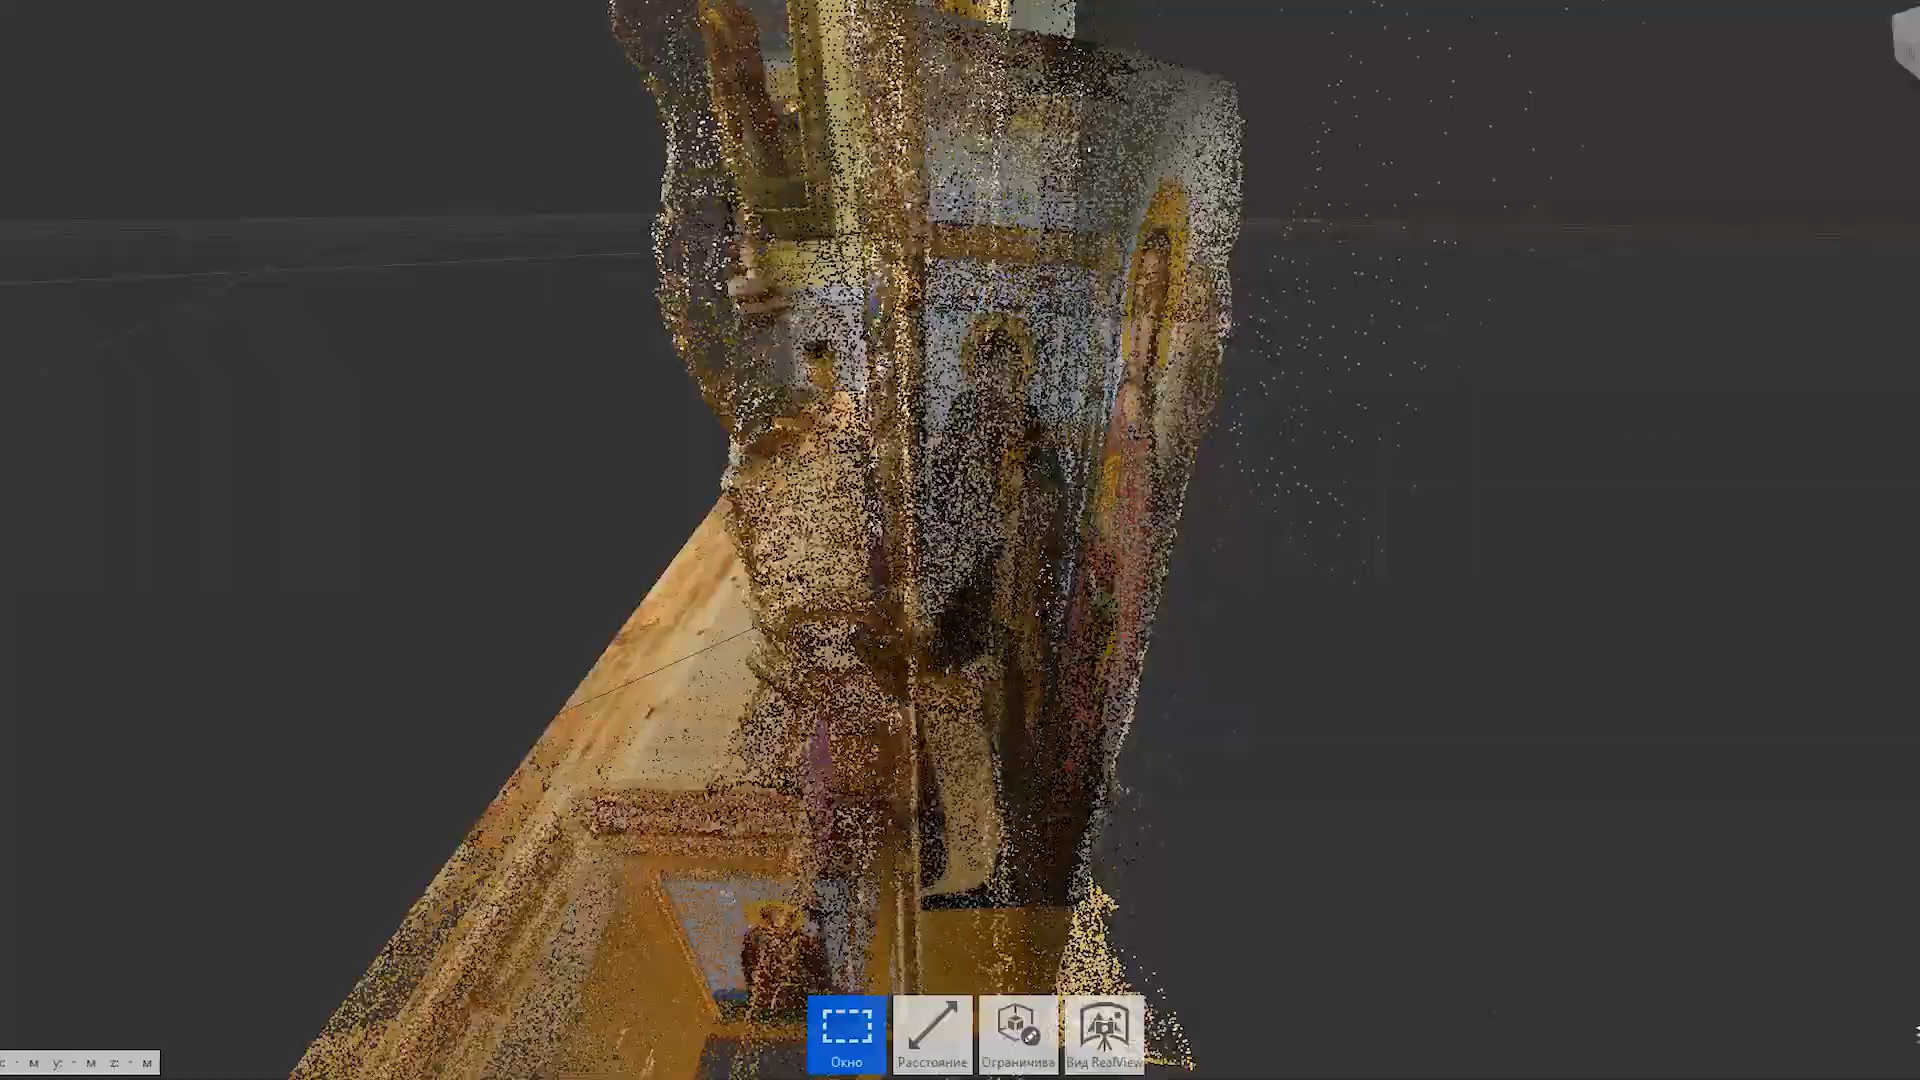 x: - м y: - м z: - м
Окно
Расстояние
Ограничива
Вид RealView